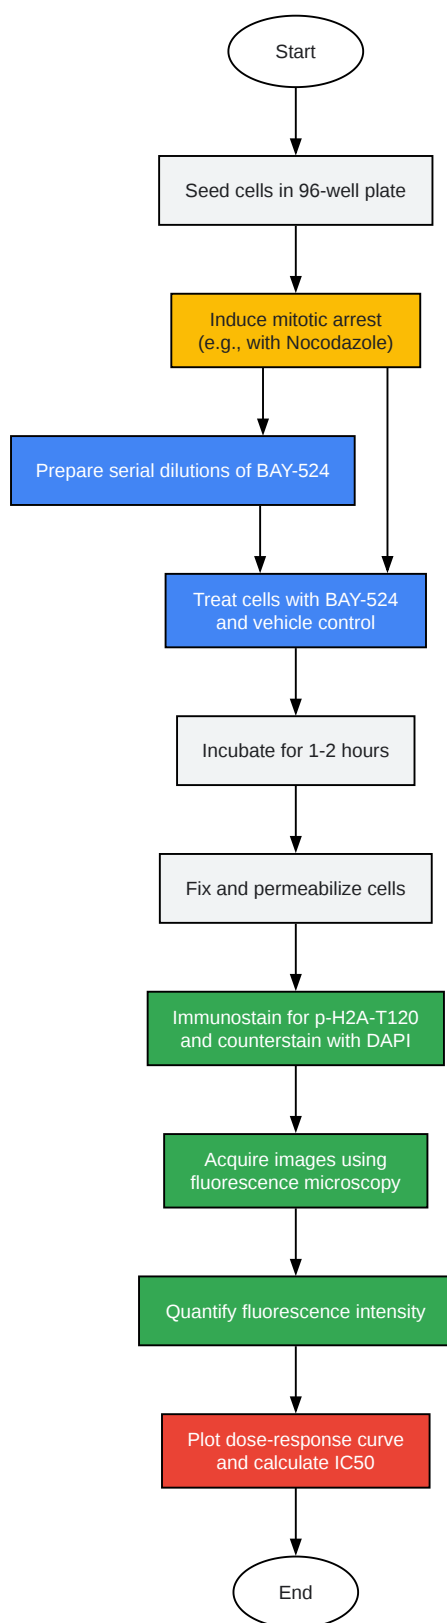 Start
Seed cells in 96-well plate
Induce mitotic arrest
(e.g., with Nocodazole)
Prepare serial dilutions of BAY-524
Treat cells with BAY-524
and vehicle control
Incubate for 1-2 hours
Fix and permeabilize cells
Immunostain for p-H2A-T120
and counterstain with DAPI
Acquire images using
fluorescence microscopy
Quantify fluorescence intensity
Plot dose-response curve
and calculate IC50
End